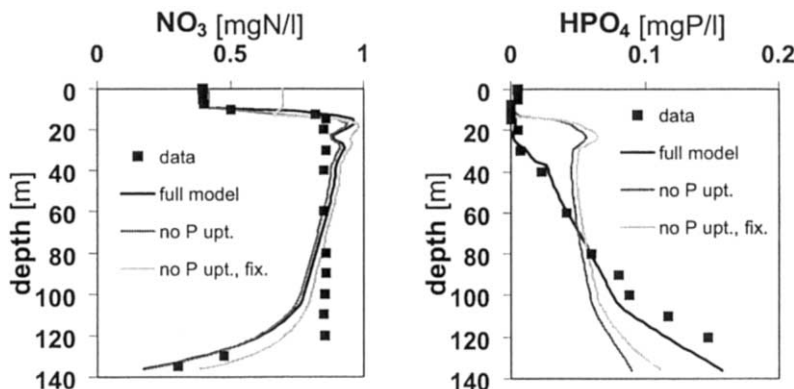 NO₃ [mgN/l]
0 0.5 1
0
20
40
60
80
100
120
140
depth [m]
data
full model
no P upt.
no P upt., fix.
HPO₄ [mgP/l]
0 0.1 0.2
0
20
40
60
80
100
120
140
depth [m]
data
full model
no P upt.
no P upt., fix.